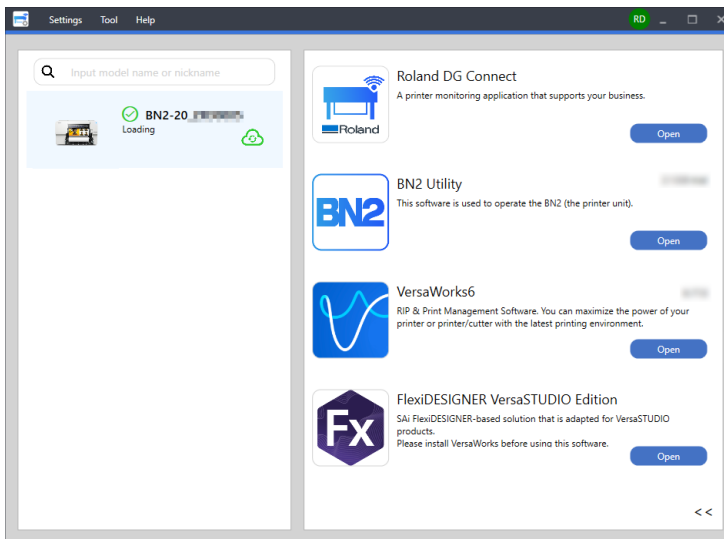 Settings Tool Help
RD
Input model name or nickname
BN2-20
Loading
Roland
Roland DG Connect
A printer monitoring application that supports your business.
Open
BN2
BN2 Utility
This software is used to operate the BN2 (the printer unit).
Open
VersaWorks6
RIP & Print Management Software. You can maximize the power of your
printer or printer/cutter with the latest printing environment.
Open
Fx
FlexiDESIGNER VersaSTUDIO Edition
SAi FlexiDESIGNER-based solution that is adapted for VersaSTUDIO
products.
Please install VersaWorks before using this software.
Open
<<